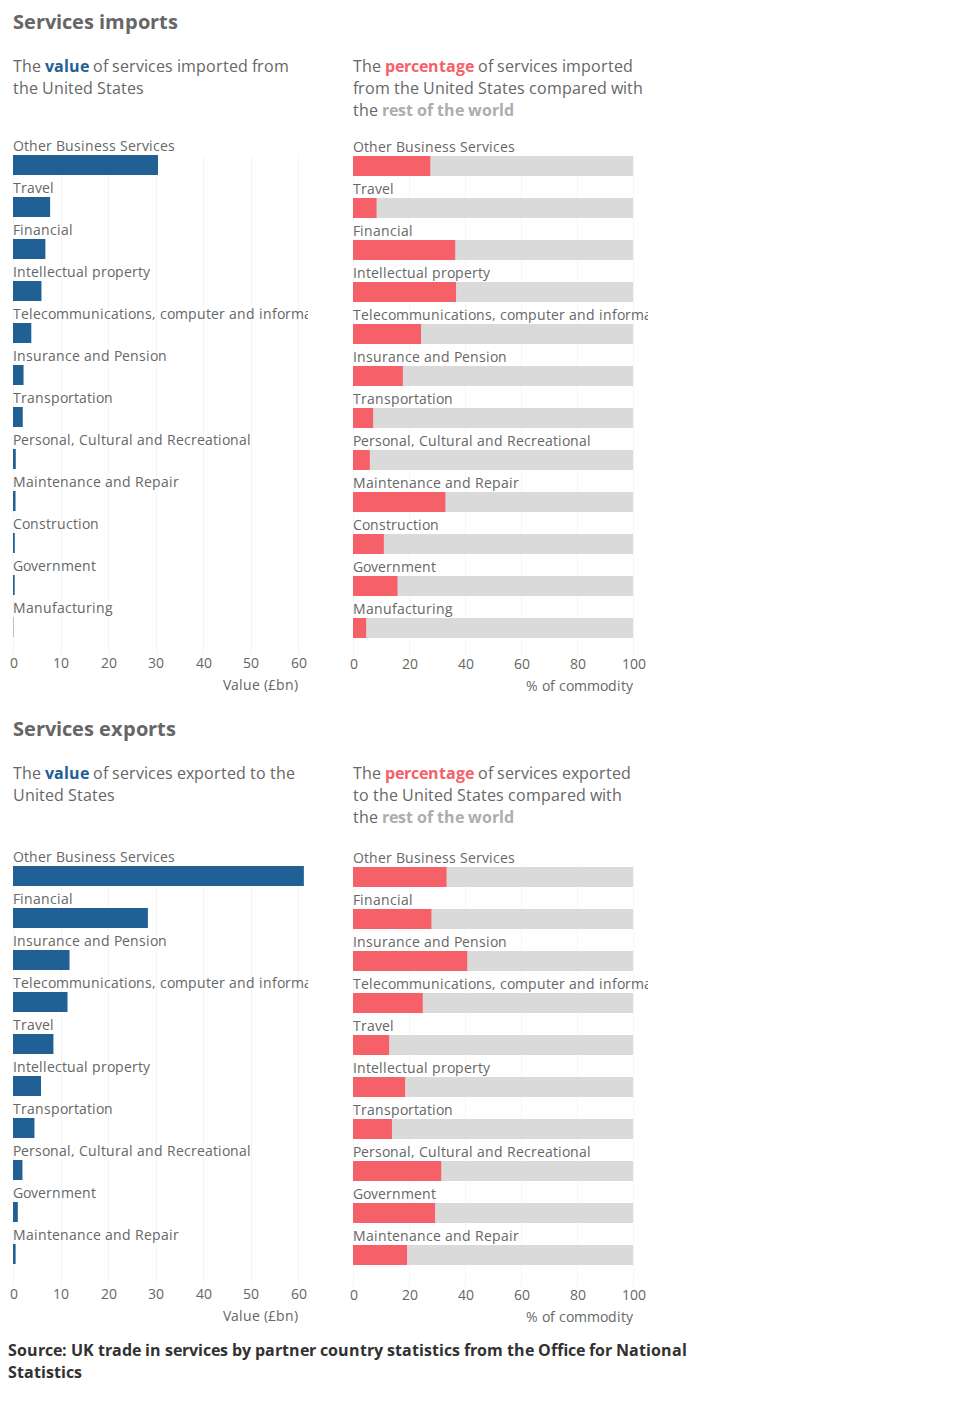 Services imports
The value of services imported from
the United States
Other Business Services
Travel
Financial
Intellectual property
Telecommunications, computer and informa
Insurance and Pension
Transportation
Personal, Cultural and Recreational
Maintenance and Repair
Construction
Government
Manufacturing
0 10 20 30 40 50 60
Value (£bn)
The percentage of services imported
from the United States compared with
the rest of the world
Other Business Services
Travel
Financial
Intellectual property
Telecommunications, computer and informa
Insurance and Pension
Transportation
Personal, Cultural and Recreational
Maintenance and Repair
Construction
Government
Manufacturing
0 20 40 60 80 100
% of commodity
Services exports
The value of services exported to the
United States
Other Business Services
Financial
Insurance and Pension
Telecommunications, computer and informa
Travel
Intellectual property
Transportation
Personal, Cultural and Recreational
Government
Maintenance and Repair
0 10 20 30 40 50 60
Value (£bn)
The percentage of services exported
to the United States compared with
the rest of the world
Other Business Services
Financial
Insurance and Pension
Telecommunications, computer and informa
Travel
Intellectual property
Transportation
Personal, Cultural and Recreational
Government
Maintenance and Repair
0 20 40 60 80 100
% of commodity
Source: UK trade in services by partner country statistics from the Office for National
Statistics